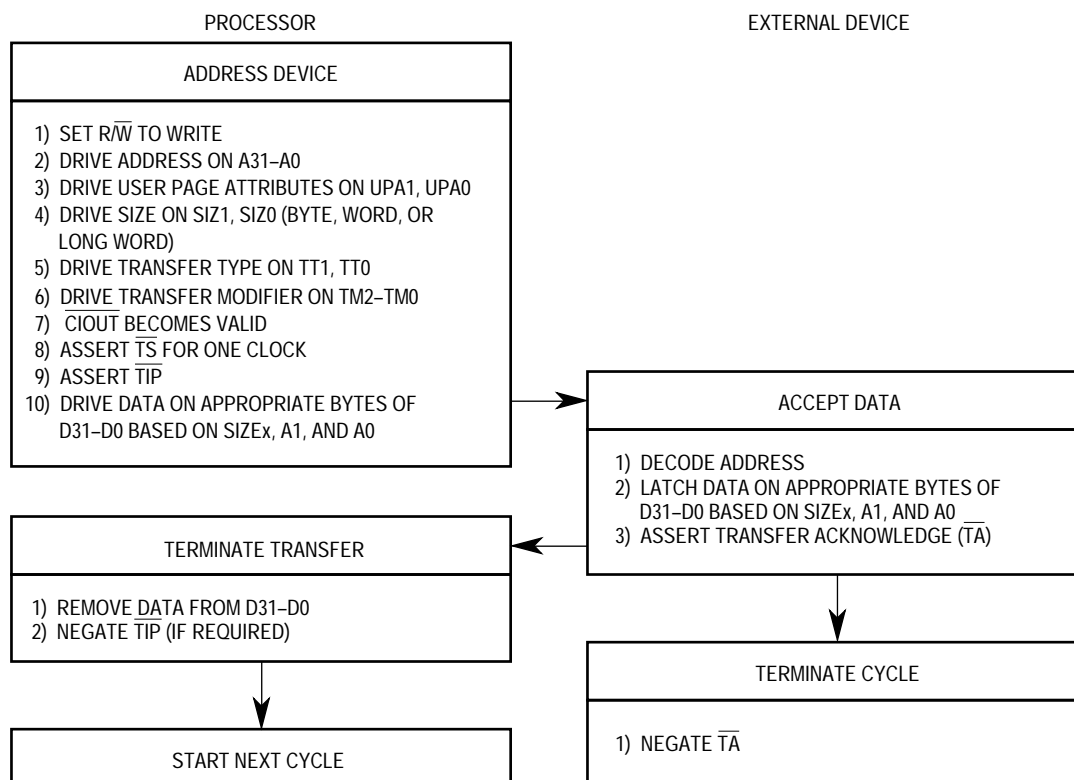 PROCESSOR
EXTERNAL DEVICE
ADDRESS DEVICE
1) SET R/W̅ TO WRITE
2) DRIVE ADDRESS ON A31–A0
3) DRIVE USER PAGE ATTRIBUTES ON UPA1, UPA0
4) DRIVE SIZE ON SIZ1, SIZ0 (BYTE, WORD, OR
LONG WORD)
5) DRIVE TRANSFER TYPE ON TT1, TT0
6) DRIVE TRANSFER MODIFIER ON TM2–TM0
7) C̅I̅O̅U̅T̅ BECOMES VALID
8) ASSERT T̅S̅ FOR ONE CLOCK
9) ASSERT T̅I̅P̅
10) DRIVE DATA ON APPROPRIATE BYTES OF
D31–D0 BASED ON SIZEx, A1, AND A0
ACCEPT DATA
1) DECODE ADDRESS
2) LATCH DATA ON APPROPRIATE BYTES OF
D31–D0 BASED ON SIZEx, A1, AND A0
3) ASSERT TRANSFER ACKNOWLEDGE (T̅A̅)
TERMINATE TRANSFER
1) REMOVE DATA FROM D31–D0
2) NEGATE T̅I̅P̅ (IF REQUIRED)
TERMINATE CYCLE
1) NEGATE T̅A̅
START NEXT CYCLE